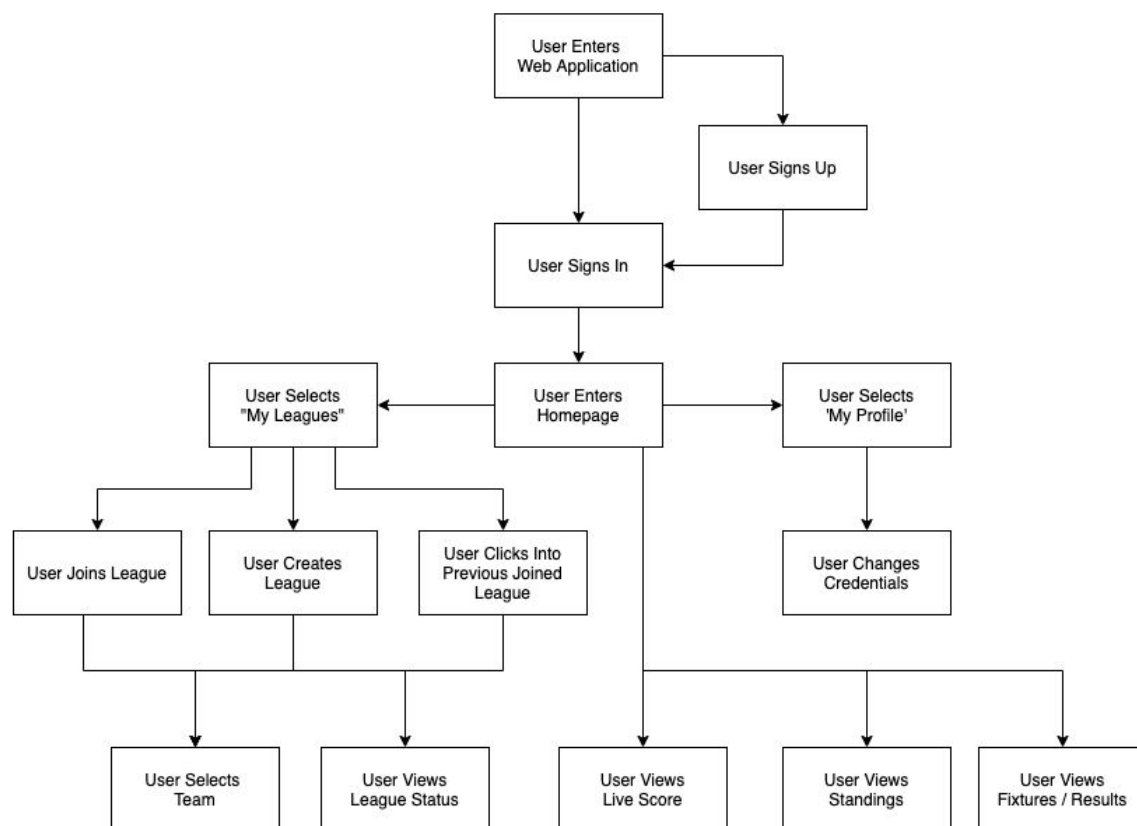 User Enters
Web Application
User Signs Up
User Signs In
User Selects
"My Leagues"
User Enters
Homepage
User Selects
'My Profile'
User Joins League
User Creates
League
User Clicks Into
Previous Joined
League
User Changes
Credentials
User Selects
Team
User Views
League Status
User Views
Live Score
User Views
Standings
User Views
Fixtures / Results